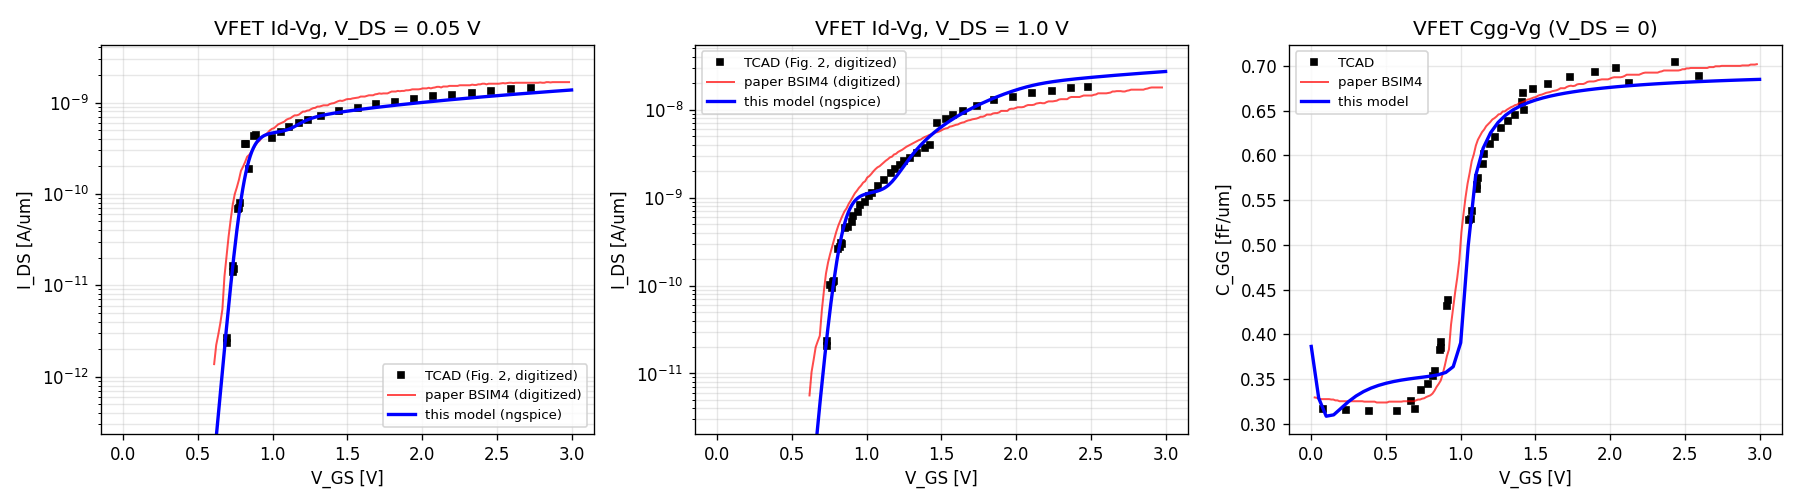 VFET Id-Vg, V_DS = 0.05 V
I_DS [A/um]
10⁻⁹
10⁻¹⁰
10⁻¹¹
10⁻¹²
TCAD (Fig. 2, digitized)
paper BSIM4 (digitized)
this model (ngspice)
0.0 0.5 1.0 1.5 2.0 2.5 3.0
V_GS [V]
VFET Id-Vg, V_DS = 1.0 V
I_DS [A/um]
TCAD (Fig. 2, digitized)
paper BSIM4 (digitized)
this model (ngspice)
10⁻⁸
10⁻⁹
10⁻¹⁰
10⁻¹¹
0.0 0.5 1.0 1.5 2.0 2.5 3.0
V_GS [V]
VFET Cgg-Vg (V_DS = 0)
C_GG [fF/um]
TCAD
paper BSIM4
this model
0.70
0.65
0.60
0.55
0.50
0.45
0.40
0.35
0.30
0.0 0.5 1.0 1.5 2.0 2.5 3.0
V_GS [V]